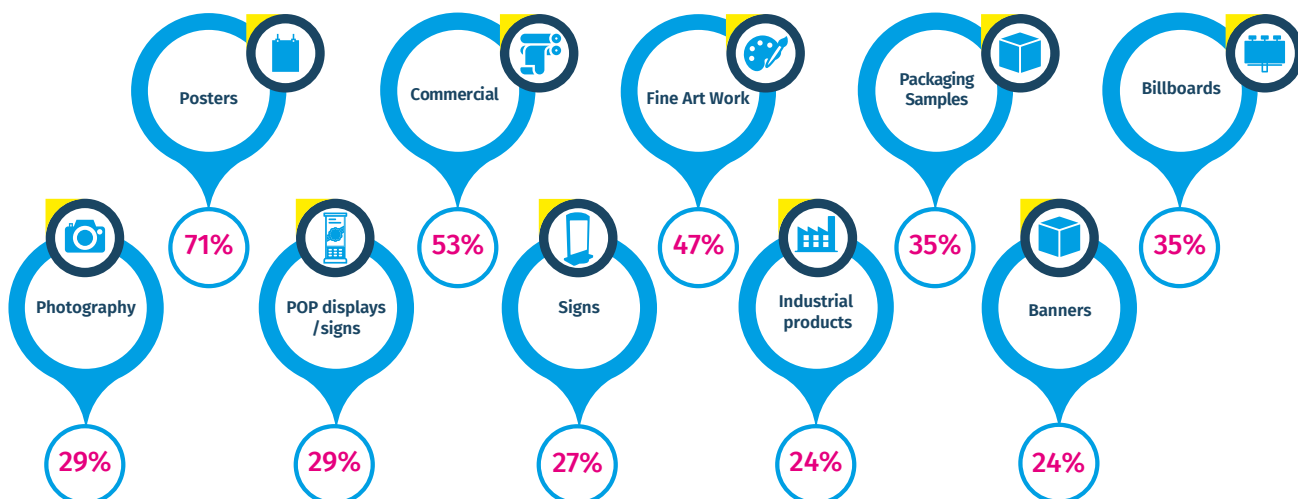 Posters
Commercial
Fine Art Work
Packaging
Samples
Billboards
71%
53%
47%
35%
35%
Photography
POP displays
/signs
Signs
Industrial
products
Banners
29%
29%
27%
24%
24%